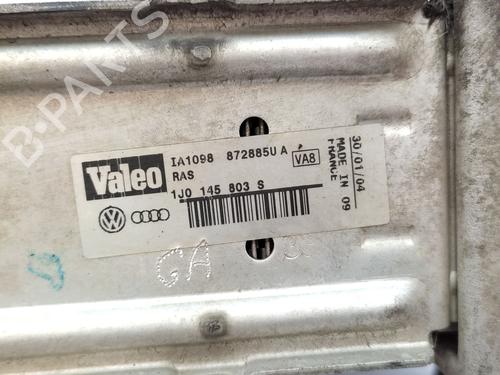 B-PARTS
Valeo
IA1098 872885U A
VA8
RAS
1J0 145 803 S
30/01/04
MADE IN 09
FRANCE
GA